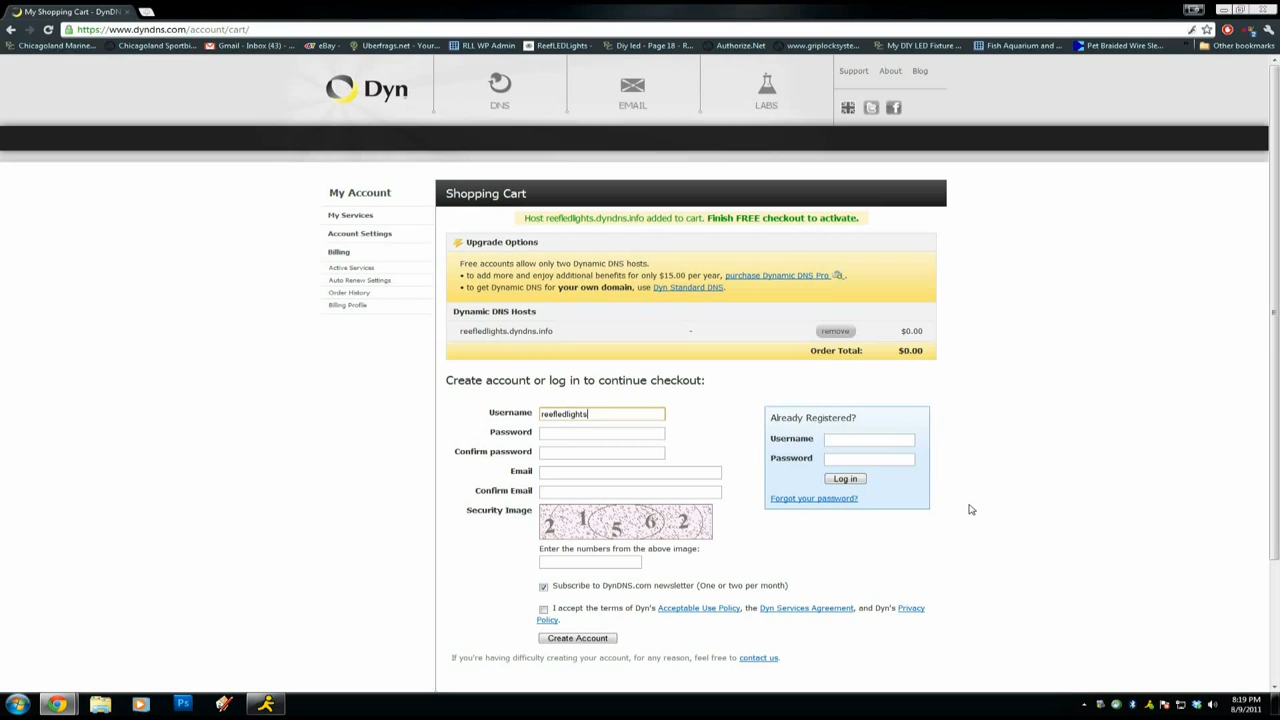 My Shopping Cart - DynDN
https://www.dyndns.com/account/cart/
Chicagoland Marine... Chicagoland Sportbi... Gmail - Inbox (43) -... eBay - Uberfrags.net - Your... RLL WP Admin ReefLEDLights - Diy led - Page 18 - R... Authorize.Net www.griplocksyste... My DIY LED Fixture ... Fish Aquarium and ... Pet Braided Wire Slee... Other bookmarks
Dyn
DNS
EMAIL
LABS
Support About Blog
My Account
My Services
Account Settings
Billing
Active Services
Auto Renew Settings
Order History
Billing Profile
Shopping Cart
Host reefledlights.dyndns.info added to cart. Finish FREE checkout to activate.
Upgrade Options
Free accounts allow only two Dynamic DNS hosts.
• to add more and enjoy additional benefits for only $15.00 per year, purchase Dynamic DNS Pro .
• to get Dynamic DNS for your own domain, use Dyn Standard DNS.
Dynamic DNS Hosts
reefledlights.dyndns.info - remove $0.00
Order Total: $0.00
Create account or log in to continue checkout:
Username reefledlights
Password
Confirm password
Email
Confirm Email
Security Image 2 1 5 6 2
Enter the numbers from the above image:
Subscribe to DynDNS.com newsletter (One or two per month)
I accept the terms of Dyn's Acceptable Use Policy, the Dyn Services Agreement, and Dyn's Privacy
Policy.
Create Account
If you're having difficulty creating your account, for any reason, feel free to contact us.
Already Registered?
Username
Password
Log in
Forgot your password?
Ps
8:19 PM
8/9/2011